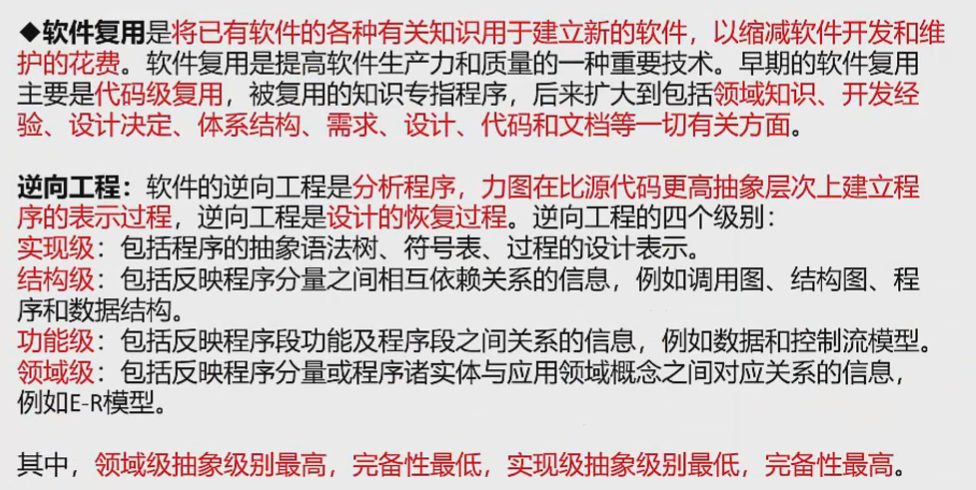 ◆软件复用是将已有软件的各种有关知识用于建立新的软件，以缩减软件开发和维
护的花费。软件复用是提高软件生产力和质量的一种重要技术。早期的软件复用
主要是代码级复用，被复用的知识专指程序，后来扩大到包括领域知识、开发经
验、设计决定、体系结构、需求、设计、代码和文档等一切有关方面。
逆向工程：软件的逆向工程是分析程序，力图在比源代码更高抽象层次上建立程
序的表示过程，逆向工程是设计的恢复过程。逆向工程的四个级别：
实现级：包括程序的抽象语法树、符号表、过程的设计表示。
结构级：包括反映程序分量之间相互依赖关系的信息，例如调用图、结构图、程
序和数据结构。
功能级：包括反映程序段功能及程序段之间关系的信息，例如数据和控制流模型。
领域级：包括反映程序分量或程序诸实体与应用领域概念之间对应关系的信息，
例如E-R模型。
其中，领域级抽象级别最高，完备性最低，实现级抽象级别最低，完备性最高。